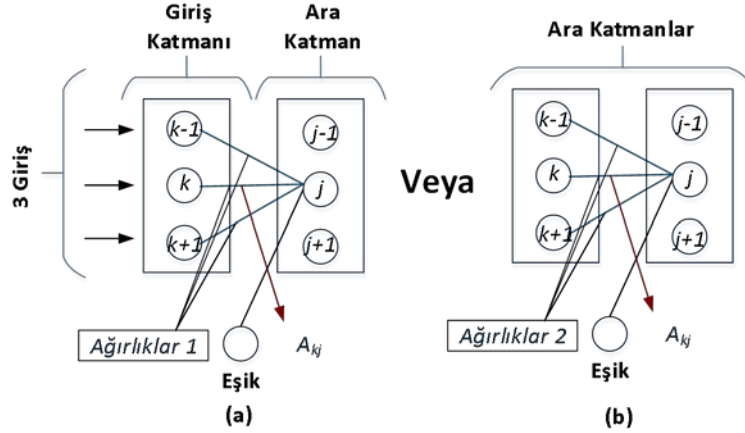 Giriş
Katmanı
Ara
Katman
3 Giriş
k-1
k
k+1
j-1
j
j+1
Ağırlıklar 1
Eşik
Akj
(a)
Veya
Ara Katmanlar
k-1
k
k+1
j-1
j
j+1
Ağırlıklar 2
Eşik
Akj
(b)